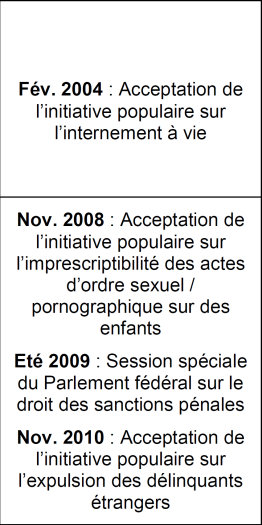 Fév. 2004 : Acceptation de
l’initiative populaire sur
l’internement à vie
Nov. 2008 : Acceptation de
l’initiative populaire sur
l’imprescriptibilité des actes
d’ordre sexuel /
pornographique sur des
enfants
Eté 2009 : Session spéciale
du Parlement fédéral sur le
droit des sanctions pénales
Nov. 2010 : Acceptation de
l’initiative populaire sur
l’expulsion des délinquants
étrangers